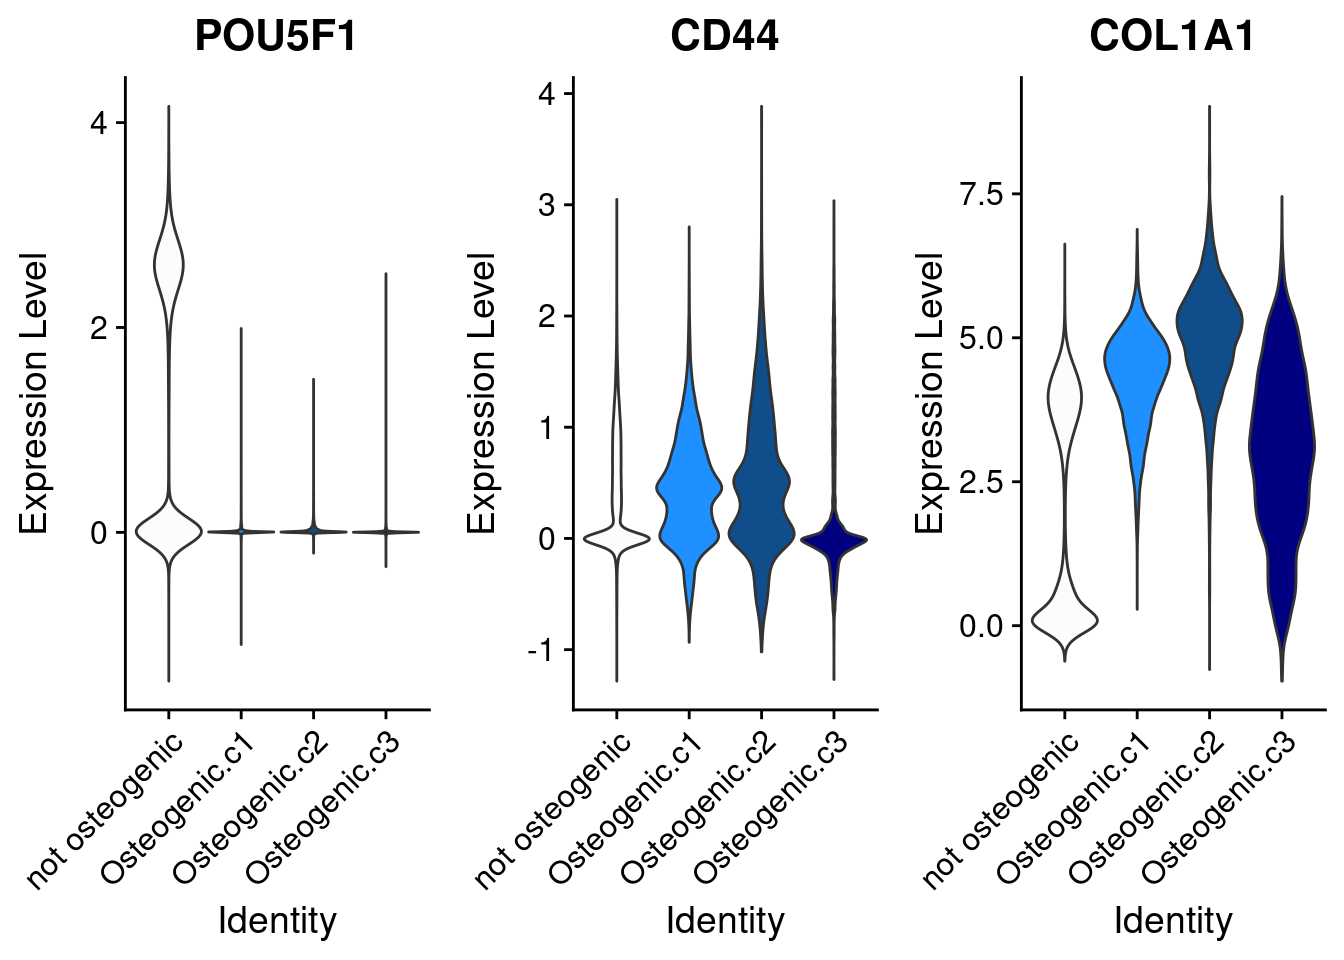 POU5F1
Expression Level
4
2
0
not osteogenic
Osteogenic.c1
Osteogenic.c2
Osteogenic.c3
Identity
CD44
Expression Level
4
3
2
1
0
-1
not osteogenic
Osteogenic.c1
Osteogenic.c2
Osteogenic.c3
Identity
COL1A1
Expression Level
7.5
5.0
2.5
0.0
not osteogenic
Osteogenic.c1
Osteogenic.c2
Osteogenic.c3
Identity